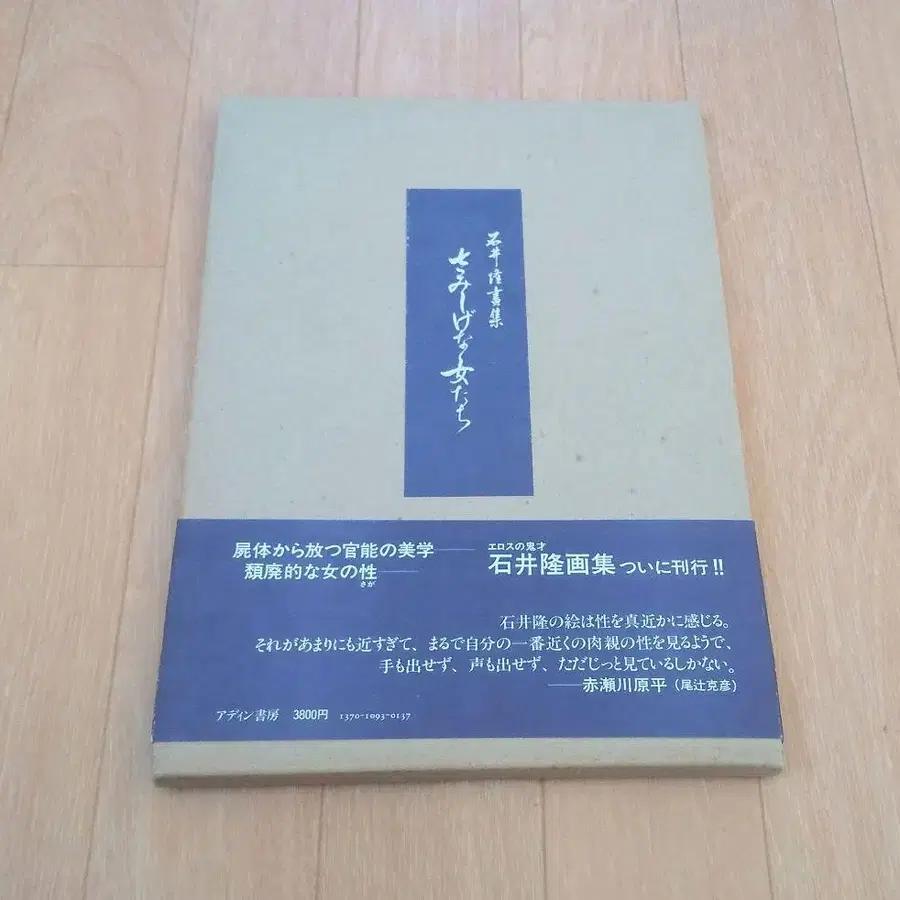 石井隆画集
さみしげな女たち
屍体から放つ官能の美学——
頽廃的な女の性——
さが
エロスの鬼才
石井隆画集ついに刊行!!
石井隆の絵は性を真近かに感じる。
それがあまりにも近すぎて、まるで自分の一番近くの肉親の性を見るようで、
手も出せず、声も出せず、ただじっと見ているしかない。
——赤瀬川原平（尾辻克彦）
アディン書房 3800円 1370-1093-0137